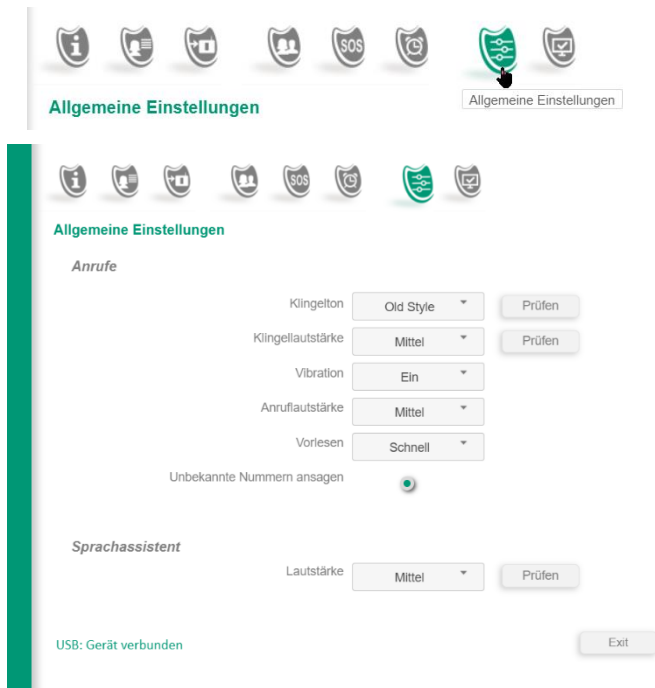 i
SOS
Allgemeine Einstellungen
Allgemeine Einstellungen
i
SOS
Allgemeine Einstellungen
Anrufe
Klingelton Old Style Prüfen
Klingellautstärke Mittel Prüfen
Vibration Ein
Anruflautstärke Mittel
Vorlesen Schnell
Unbekannte Nummern ansagen
Sprachassistent
Lautstärke Mittel Prüfen
USB: Gerät verbunden Exit